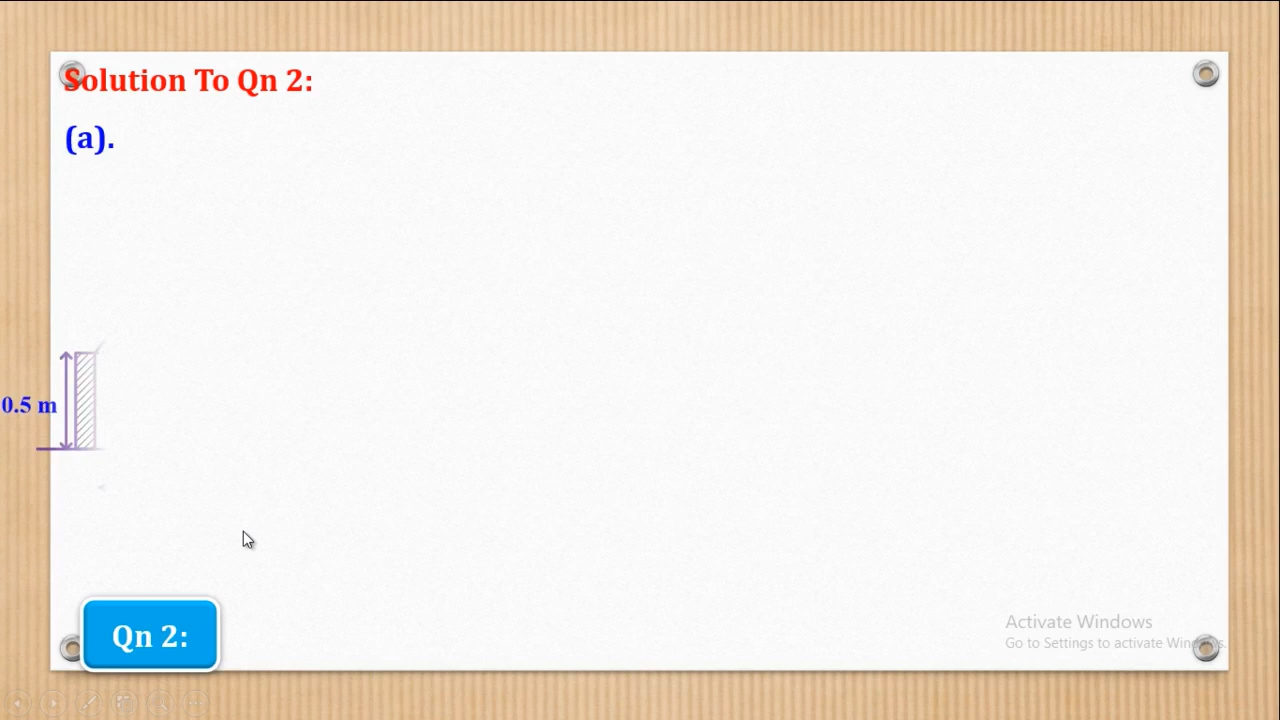 Solution To Qn 2:
(a).
0.5 m
Qn 2:
Activate Windows
Go to Settings to activate Windows.